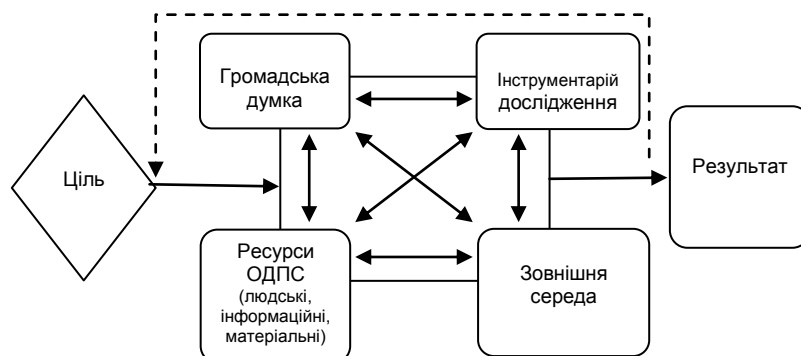 Громадська
думка
Інструментарій
дослідження
Ціль
Результат
Ресурси
ОДПС
(людські,
інформаційні,
матеріальні)
Зовнішня
середа